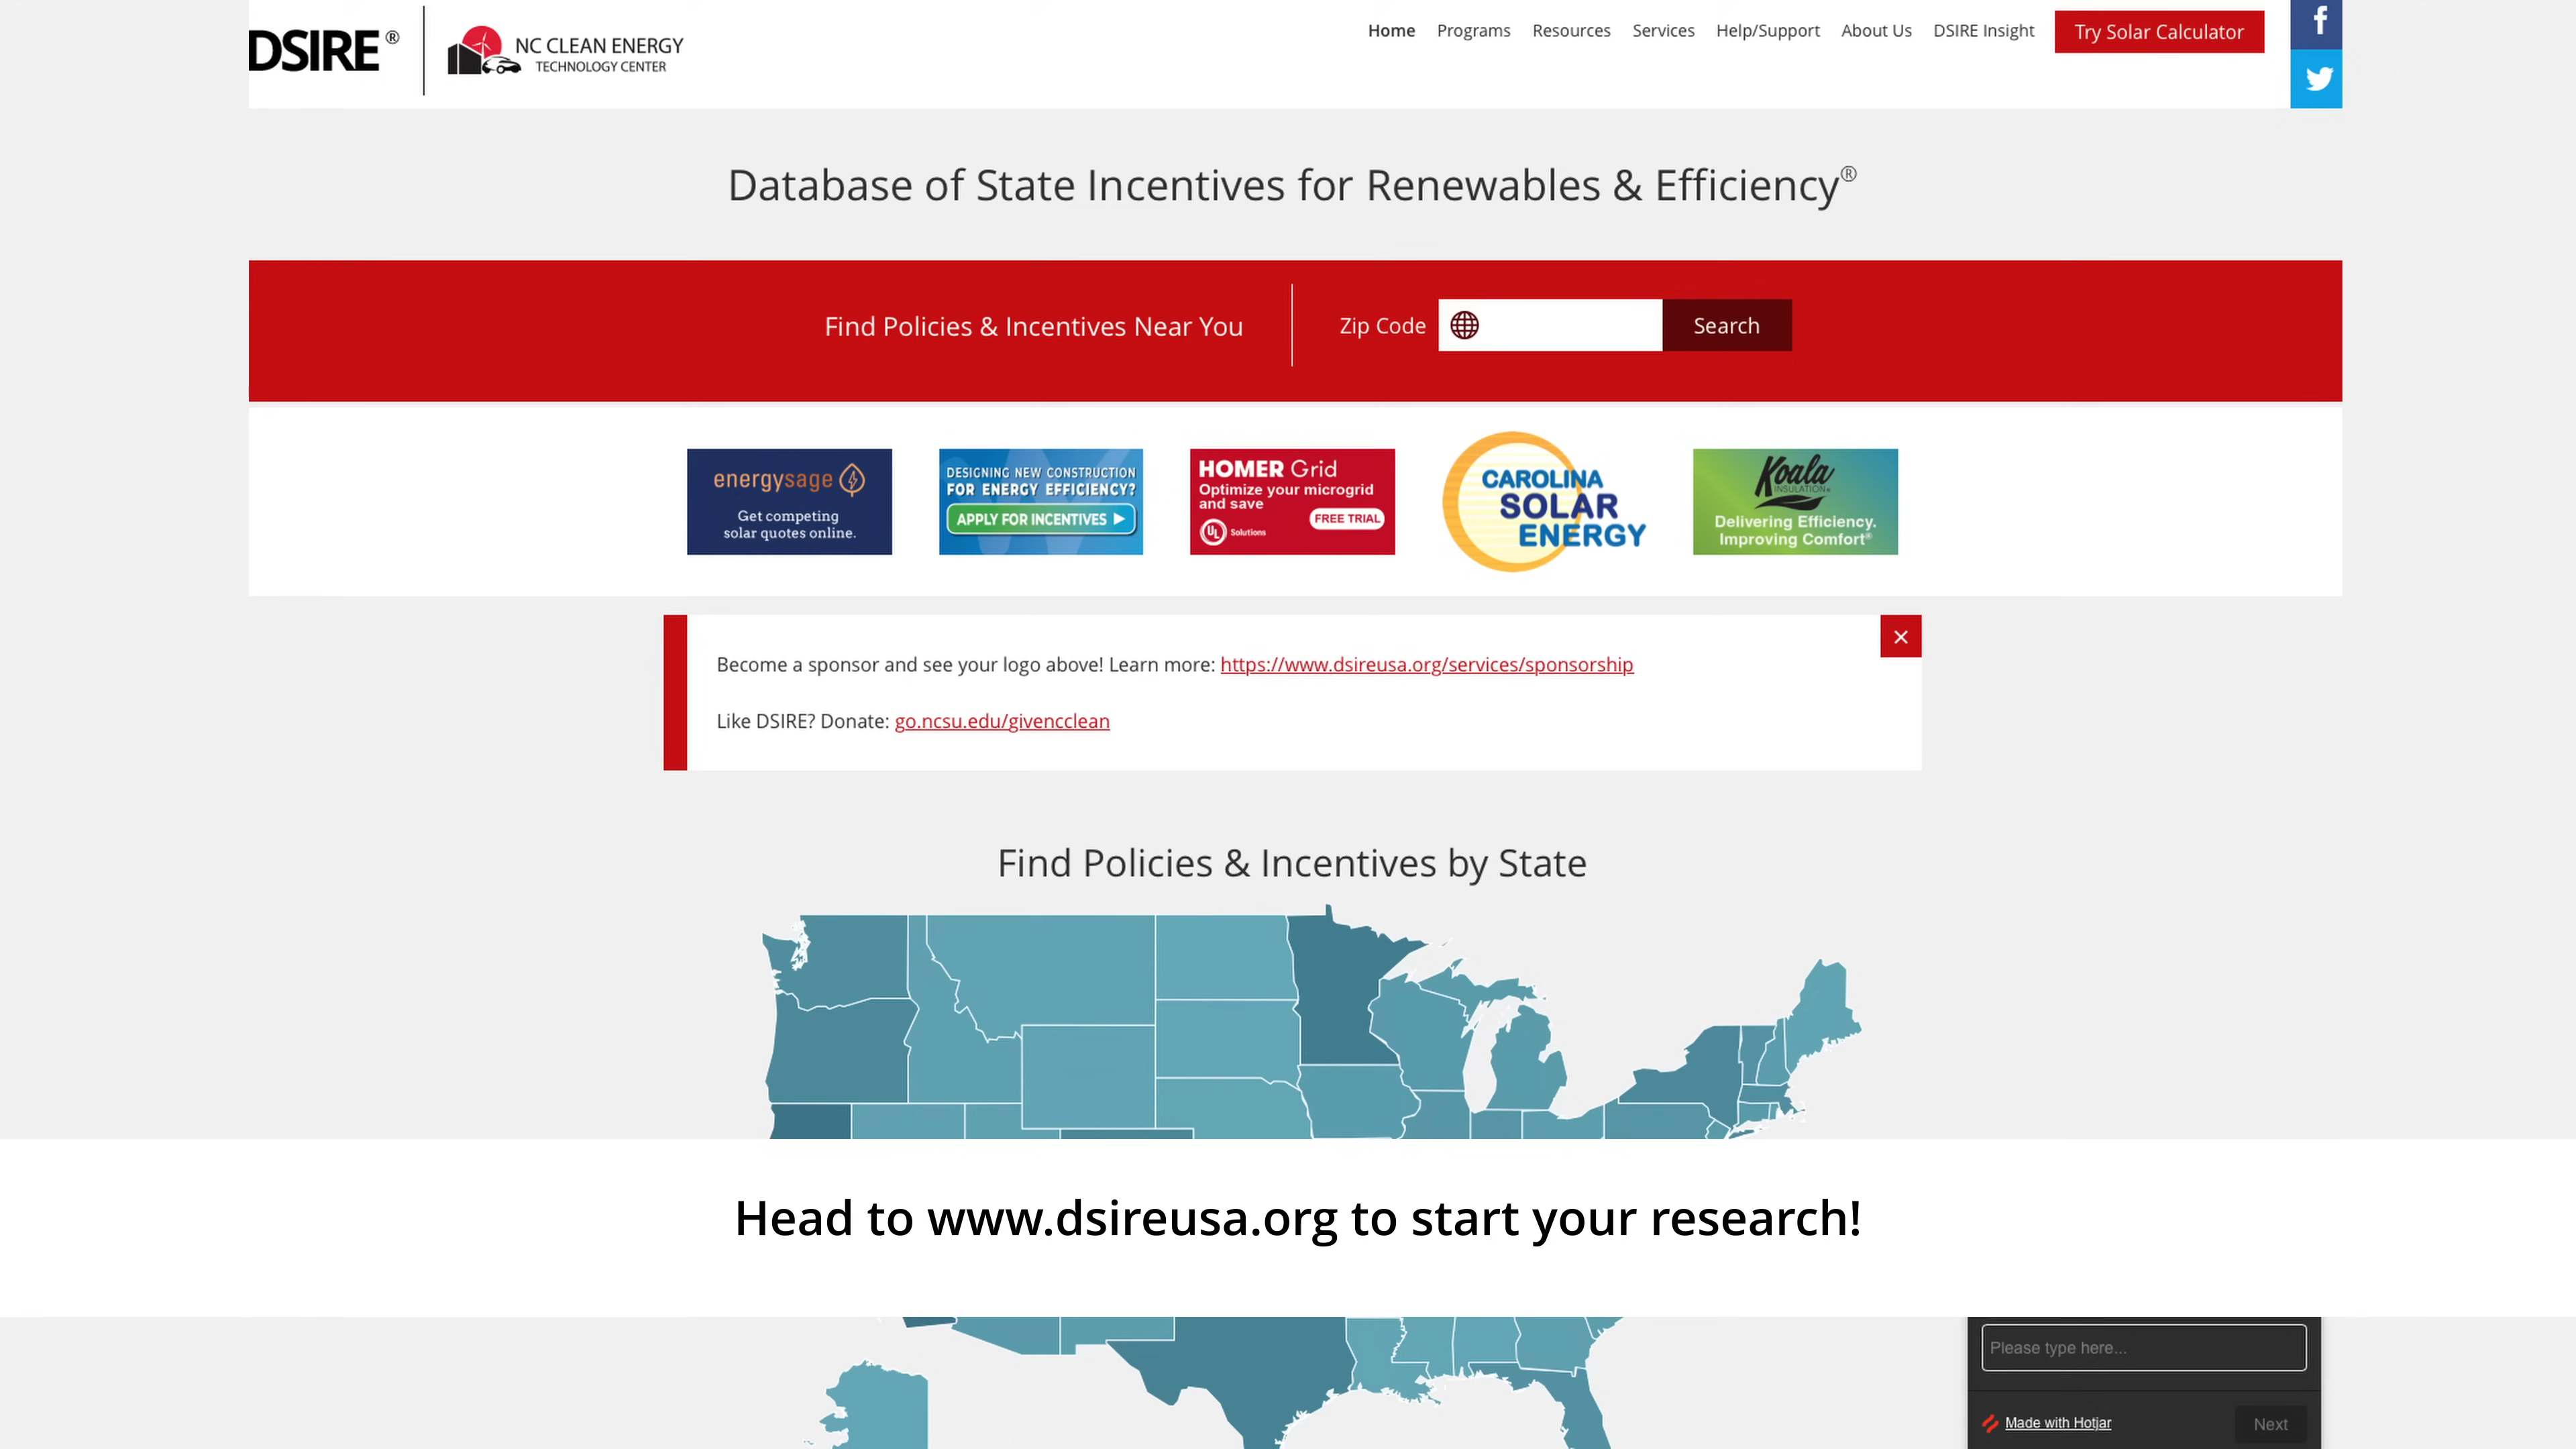 DSIRE®
NC CLEAN ENERGY
TECHNOLOGY CENTER
Home Programs Resources Services Help/Support About Us DSIRE Insight Try Solar Calculator
Database of State Incentives for Renewables & Efficiency®
Find Policies & Incentives Near You
Zip Code
Search
energysage
Get competing
solar quotes online.
DESIGNING NEW CONSTRUCTION
FOR ENERGY EFFICIENCY?
APPLY FOR INCENTIVES
HOMER Grid
Optimize your microgrid
and save
FREE TRIAL
UL Solutions
CAROLINA
SOLAR
ENERGY
Koala
INSULATION
Delivering Efficiency.
Improving Comfort®
Become a sponsor and see your logo above! Learn more: https://www.dsireusa.org/services/sponsorship
Like DSIRE? Donate: go.ncsu.edu/givencclean
Find Policies & Incentives by State
Head to www.dsireusa.org to start your research!
Please type here...
Made with Hotjar
Next